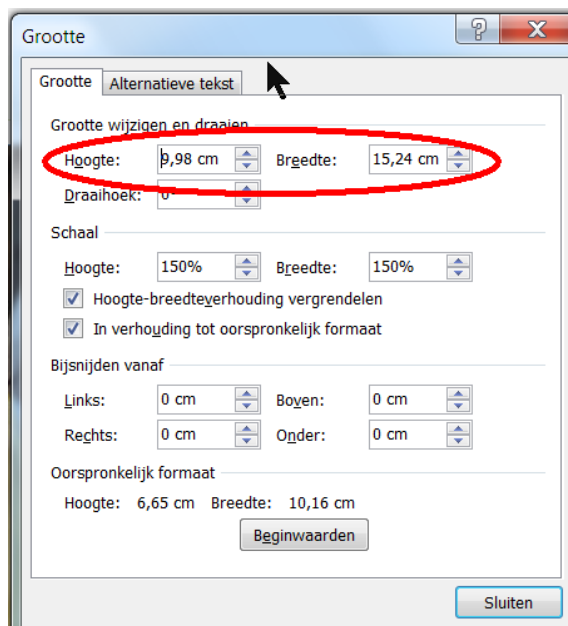 Grootte
Grootte Alternatieve tekst
Grootte wijzigen en draaien
Hoogte: 9,98 cm Breedte: 15,24 cm
Draaihoek: 0°
Schaal
Hoogte: 150% Breedte: 150%
Hoogte-breedteverhouding vergrendelen
In verhouding tot oorspronkelijk formaat
Bijsnijden vanaf
Links: 0 cm Boven: 0 cm
Rechts: 0 cm Onder: 0 cm
Oorspronkelijk formaat
Hoogte: 6,65 cm Breedte: 10,16 cm
Beginwaarden
Sluiten